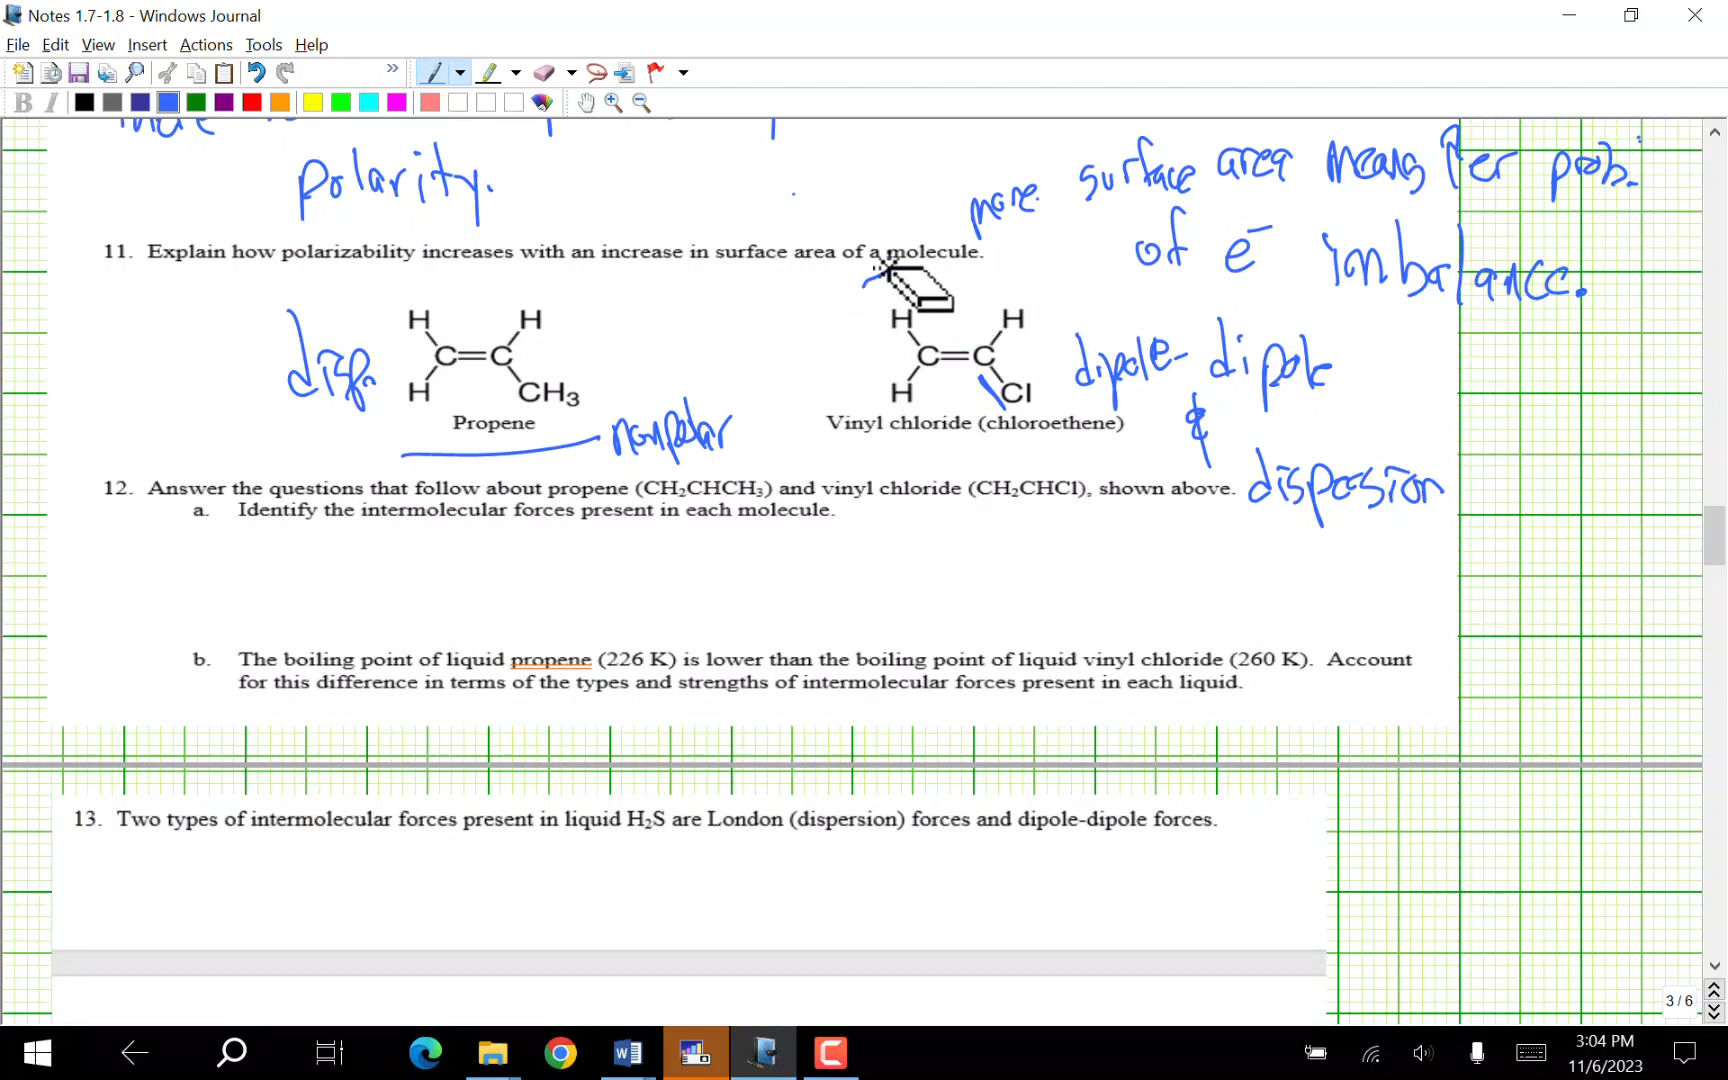 Notes 1.7-1.8 - Windows Journal
File Edit View Insert Actions Tools Help
B I
polarity.
more surface area means prob.
of e⁻ imbalance.
11. Explain how polarizability increases with an increase in surface area of a molecule.
disp.
H H
C=C
H CH₃
Propene
nonpolar
H H
C=C
H Cl
Vinyl chloride (chloroethene)
dipole-dipole
&
dispersion
12. Answer the questions that follow about propene (CH₂CHCH₃) and vinyl chloride (CH₂CHCl), shown above.
a. Identify the intermolecular forces present in each molecule.
b. The boiling point of liquid propene (226 K) is lower than the boiling point of liquid vinyl chloride (260 K). Account
for this difference in terms of the types and strengths of intermolecular forces present in each liquid.
13. Two types of intermolecular forces present in liquid H₂S are London (dispersion) forces and dipole-dipole forces.
3 / 6
3:04 PM
11/6/2023